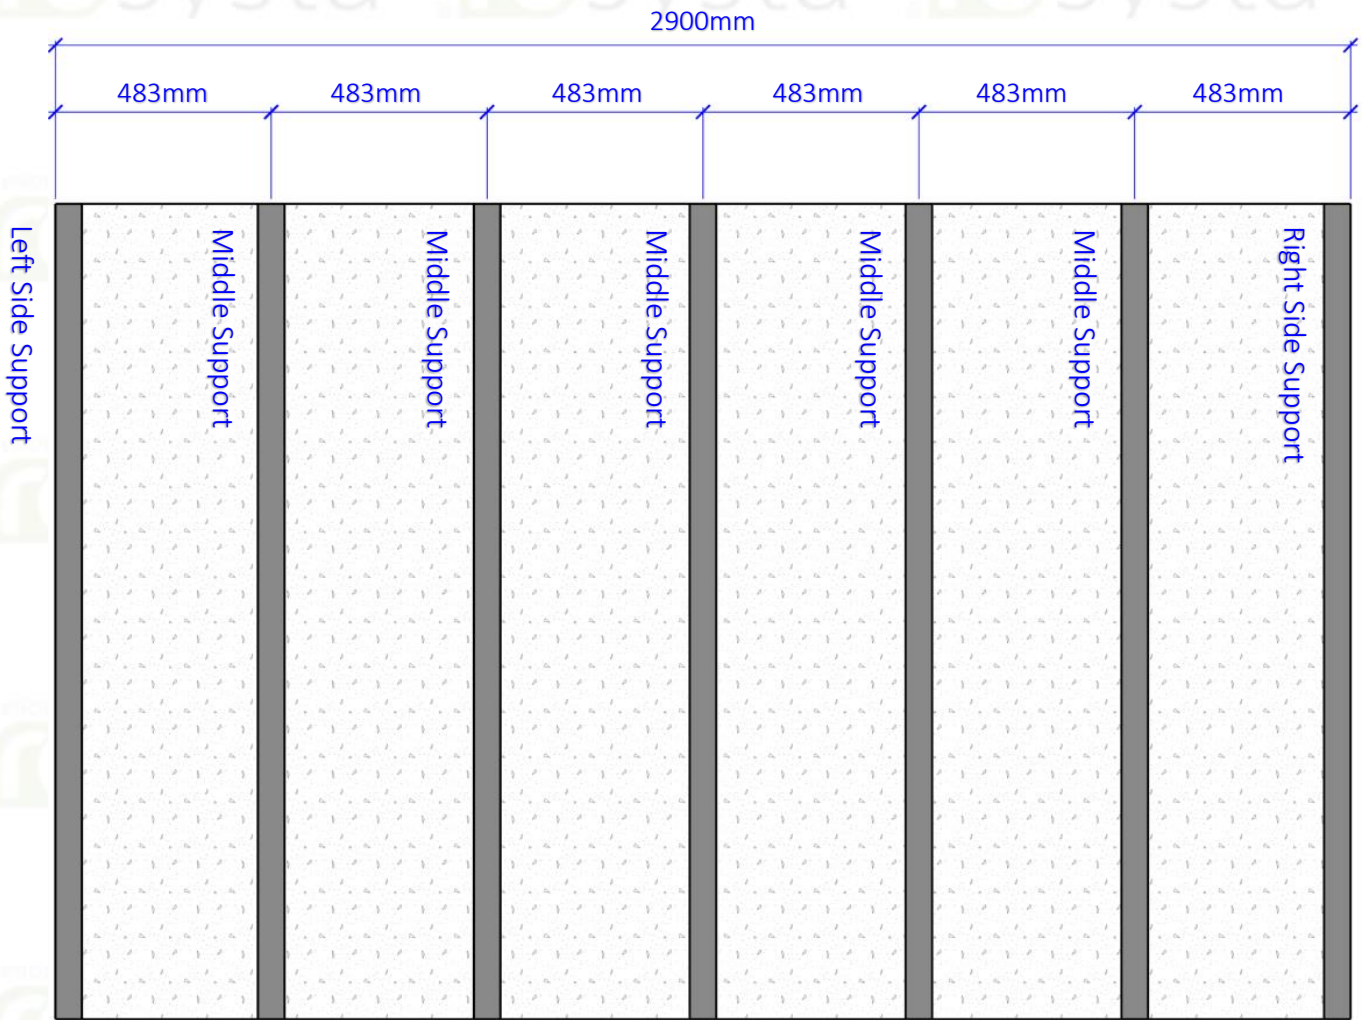 2900mm
483mm
483mm
483mm
483mm
483mm
483mm
Left Side Support
Middle Support
Middle Support
Middle Support
Middle Support
Middle Support
Right Side Support